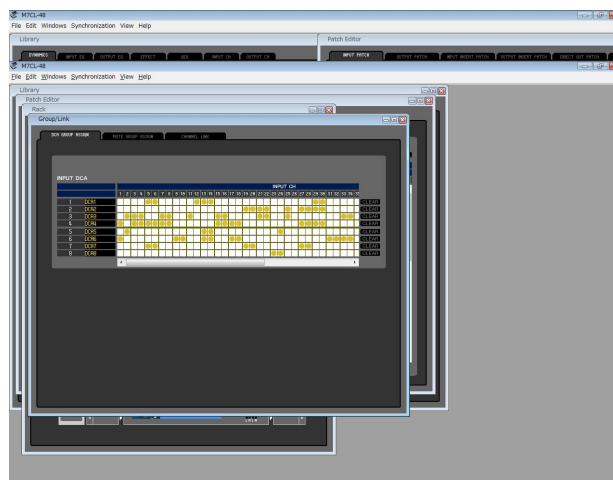 M7CL-48
File Edit Windows Synchronization View Help
Library
Patch Editor
DYNAMICS INPUT EQ OUTPUT EQ EFFECT GEQ INPUT CH OUTPUT CH
INPUT PATCH OUTPUT PATCH INPUT INSERT PATCH OUTPUT INSERT PATCH DIRECT OUT PATCH
M7CL-48
File Edit Windows Synchronization View Help
Library
Patch Editor
Rack
Group/Link
DCA GROUP ASSIGN MUTE GROUP ASSIGN CHANNEL LINK
INPUT DCA
INPUT CH
1 2 3 4 5 6 7 8 9 10 11 12 13 14 15 16 17 18 19 20 21 22 23 24 25 26 27 28 29 30 31 32 33 34
1 DCA1 CLEAR
2 DCA2 CLEAR
3 DCA3 CLEAR
4 DCA4 CLEAR
5 DCA5 CLEAR
6 DCA6 CLEAR
7 DCA7 CLEAR
8 DCA8 CLEAR